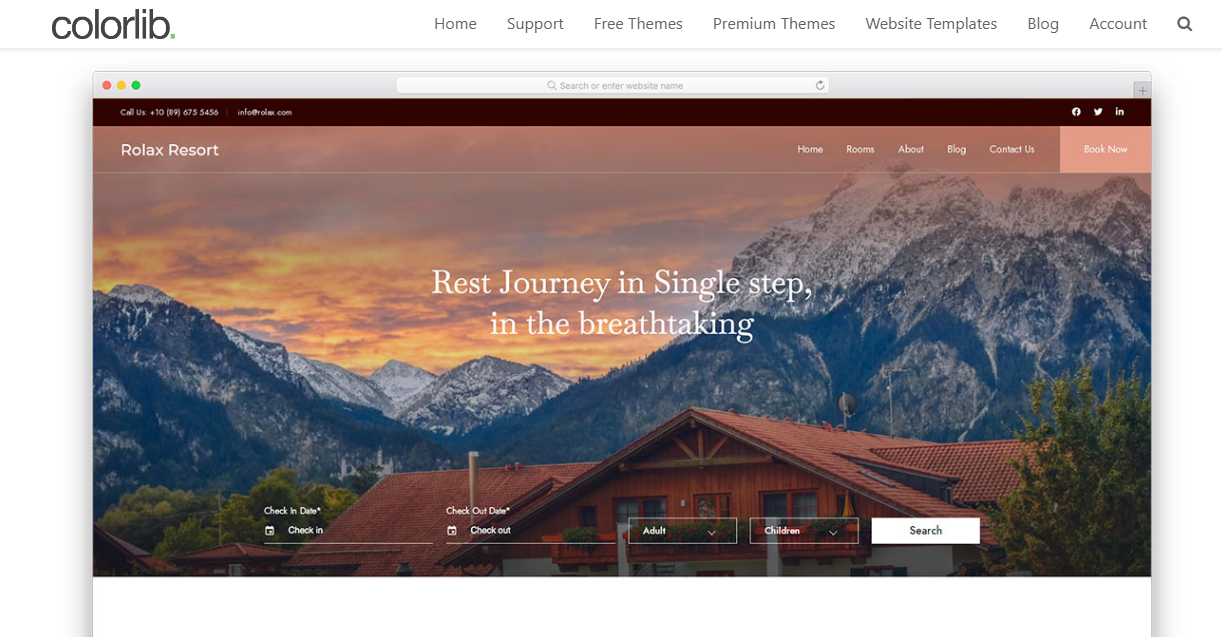 colorlib.
Home Support Free Themes Premium Themes Website Templates Blog Account
Search or enter website name
Call Us: +10 (89) 675 5456 | info@rolax.com
Rolax Resort
Home Rooms About Blog Contact Us Book Now
Rest Journey in Single step,
in the breathtaking
Check In Date* Check Out Date*
Check in Check out Adult Children Search